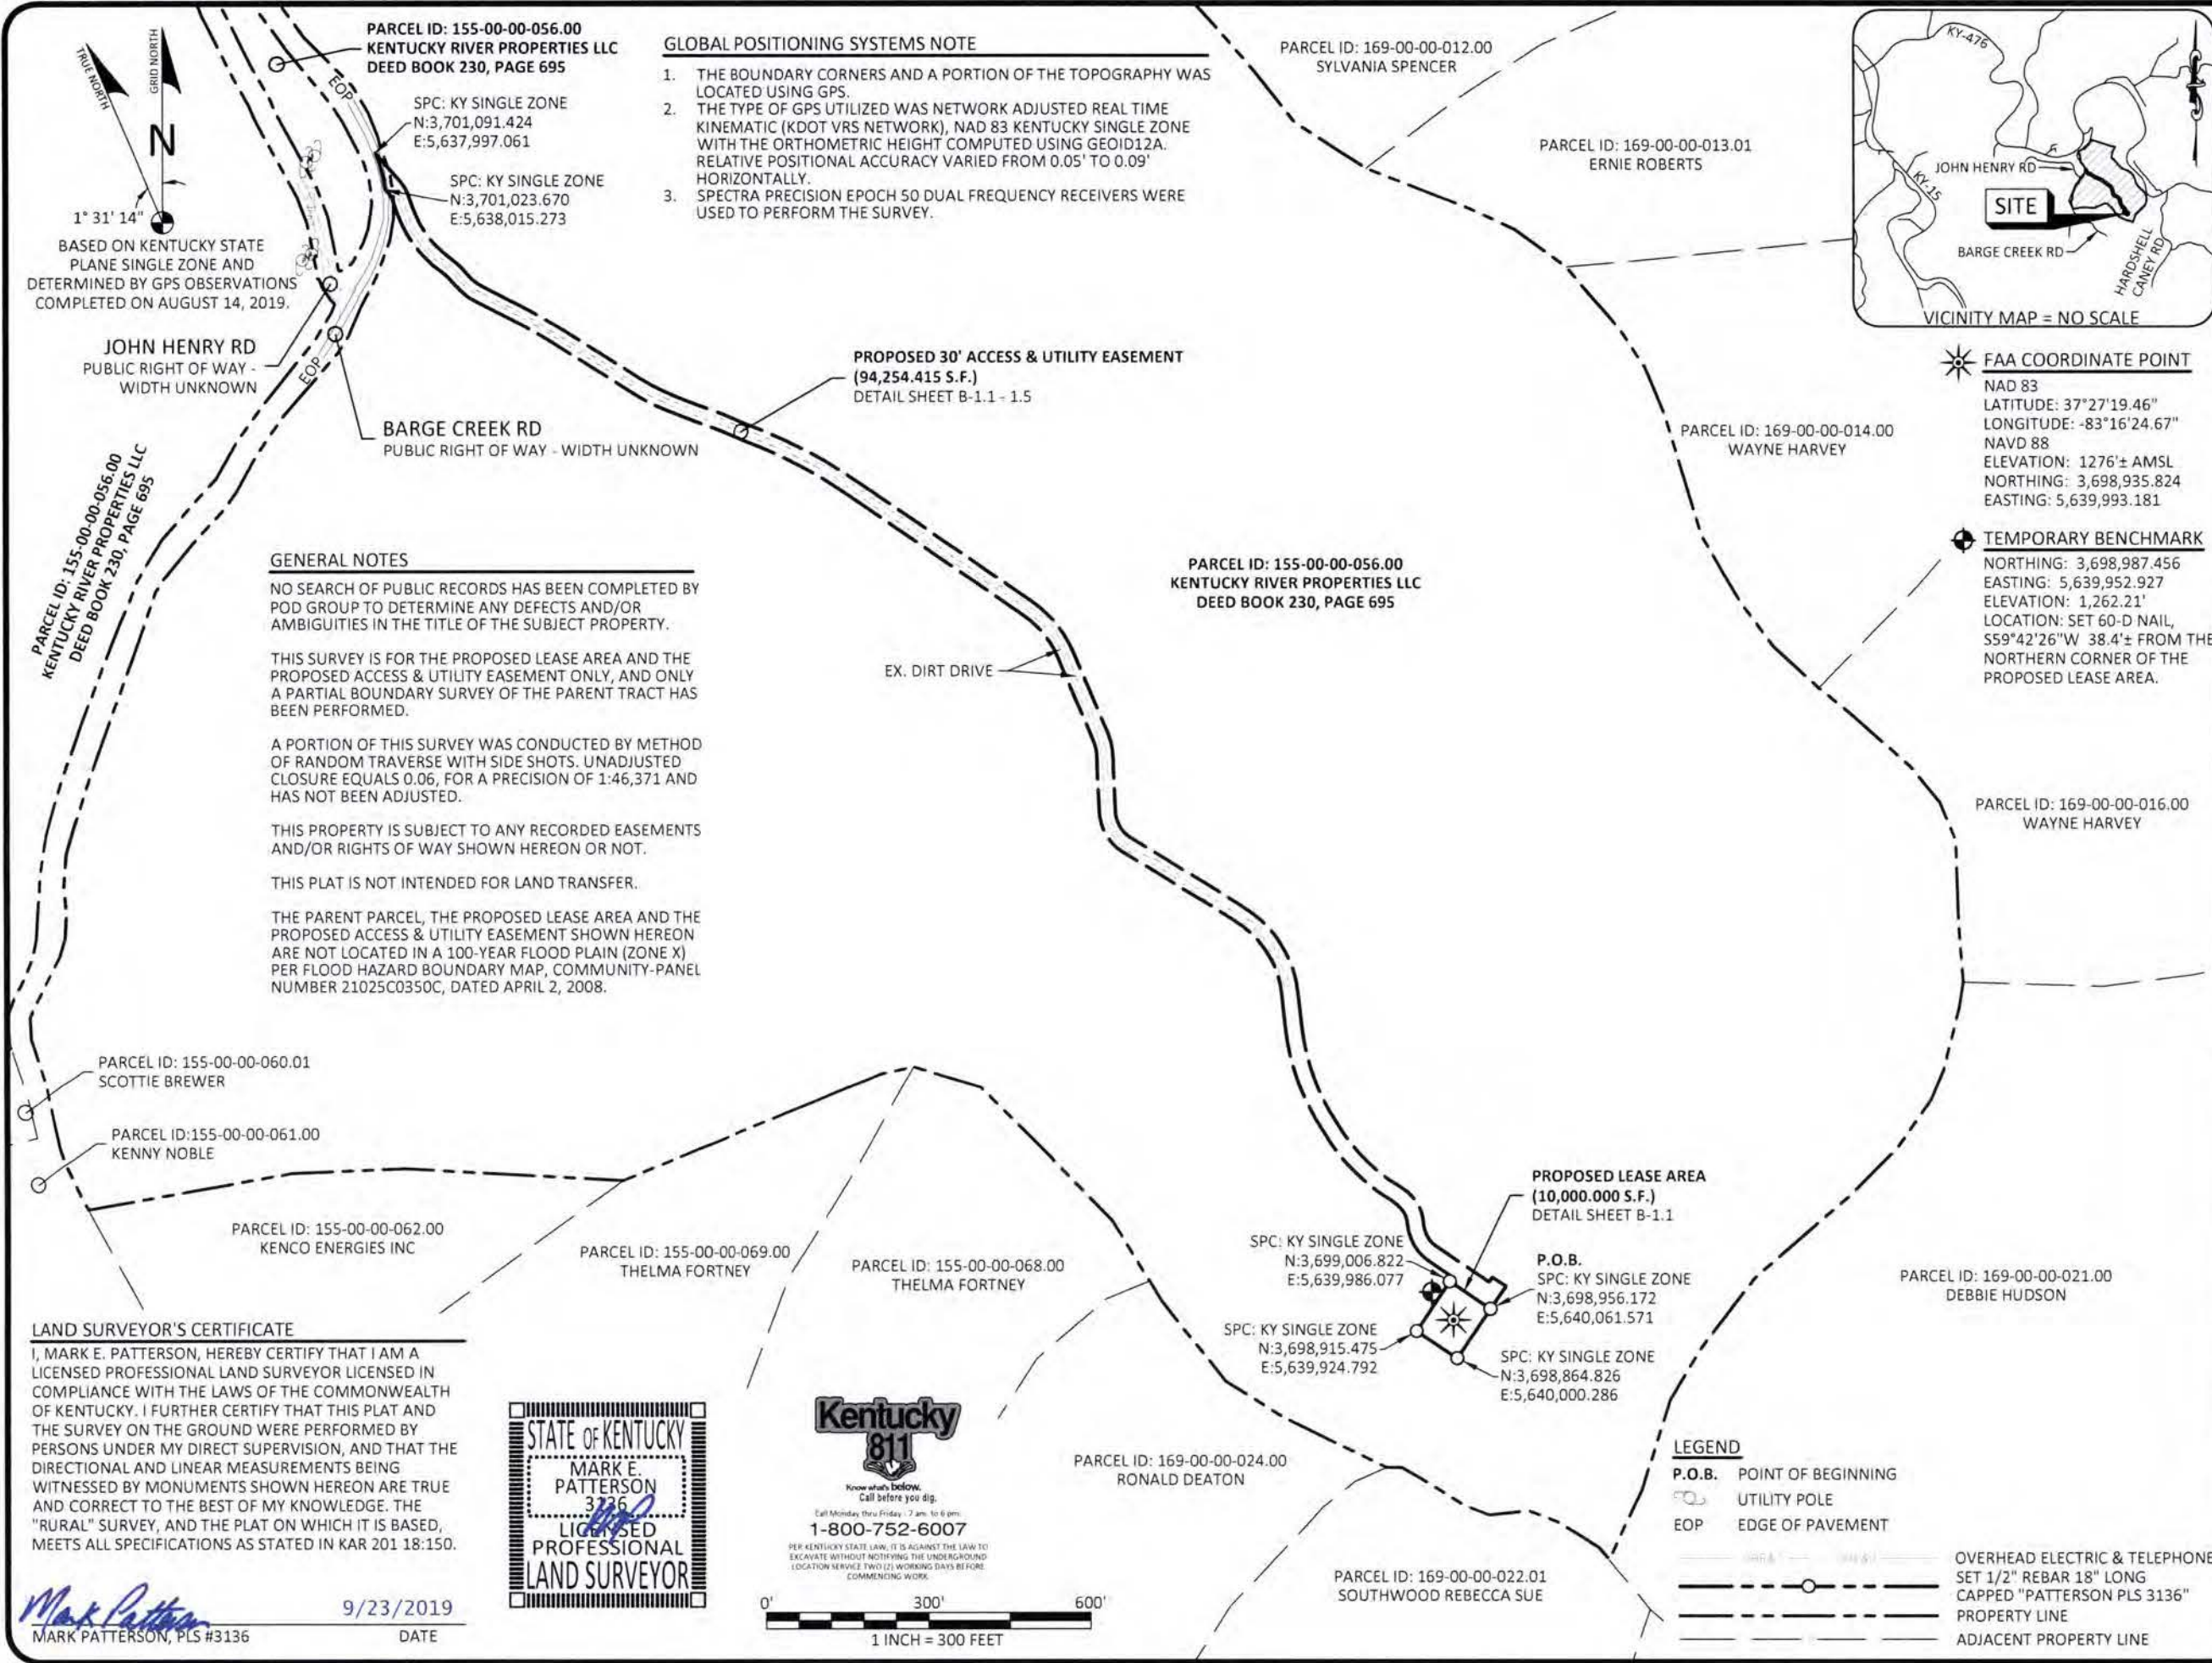 TRUE NORTH
GRID NORTH
N
1° 31' 14"
BASED ON KENTUCKY STATE
PLANE SINGLE ZONE AND
DETERMINED BY GPS OBSERVATIONS
COMPLETED ON AUGUST 14, 2019.
PARCEL ID: 155-00-00-056.00
KENTUCKY RIVER PROPERTIES LLC
DEED BOOK 230, PAGE 695
EOP
SPC: KY SINGLE ZONE
N:3,701,091.424
E:5,637,997.061
SPC: KY SINGLE ZONE
N:3,701,023.670
E:5,638,015.273
GLOBAL POSITIONING SYSTEMS NOTE
1. THE BOUNDARY CORNERS AND A PORTION OF THE TOPOGRAPHY WAS
LOCATED USING GPS.
2. THE TYPE OF GPS UTILIZED WAS NETWORK ADJUSTED REAL TIME
KINEMATIC (KDOT VRS NETWORK), NAD 83 KENTUCKY SINGLE ZONE
WITH THE ORTHOMETRIC HEIGHT COMPUTED USING GEOID12A.
RELATIVE POSITIONAL ACCURACY VARIED FROM 0.05' TO 0.09'
HORIZONTALLY.
3. SPECTRA PRECISION EPOCH 50 DUAL FREQUENCY RECEIVERS WERE
USED TO PERFORM THE SURVEY.
PARCEL ID: 169-00-00-012.00
SYLVANIA SPENCER
PARCEL ID: 169-00-00-013.01
ERNIE ROBERTS
KY-476
JOHN HENRY RD
KY-15
SITE
BARGE CREEK RD
HARDSHELL
CANEY RD
VICINITY MAP = NO SCALE
JOHN HENRY RD
PUBLIC RIGHT OF WAY -
WIDTH UNKNOWN
EOP
BARGE CREEK RD
PUBLIC RIGHT OF WAY - WIDTH UNKNOWN
PROPOSED 30' ACCESS & UTILITY EASEMENT
(94,254.415 S.F.)
DETAIL SHEET B-1.1 - 1.5
FAA COORDINATE POINT
NAD 83
LATITUDE: 37°27'19.46"
LONGITUDE: -83°16'24.67"
NAVD 88
ELEVATION: 1276'± AMSL
NORTHING: 3,698,935.824
EASTING: 5,639,993.181
PARCEL ID: 169-00-00-014.00
WAYNE HARVEY
TEMPORARY BENCHMARK
NORTHING: 3,698,987.456
EASTING: 5,639,952.927
ELEVATION: 1,262.21'
LOCATION: SET 60-D NAIL,
S59°42'26"W 38.4'± FROM THE
NORTHERN CORNER OF THE
PROPOSED LEASE AREA.
PARCEL ID: 155-00-00-056.00
KENTUCKY RIVER PROPERTIES LLC
DEED BOOK 230, PAGE 695
GENERAL NOTES
NO SEARCH OF PUBLIC RECORDS HAS BEEN COMPLETED BY
POD GROUP TO DETERMINE ANY DEFECTS AND/OR
AMBIGUITIES IN THE TITLE OF THE SUBJECT PROPERTY.
THIS SURVEY IS FOR THE PROPOSED LEASE AREA AND THE
PROPOSED ACCESS & UTILITY EASEMENT ONLY, AND ONLY
A PARTIAL BOUNDARY SURVEY OF THE PARENT TRACT HAS
BEEN PERFORMED.
A PORTION OF THIS SURVEY WAS CONDUCTED BY METHOD
OF RANDOM TRAVERSE WITH SIDE SHOTS. UNADJUSTED
CLOSURE EQUALS 0.06, FOR A PRECISION OF 1:46,371 AND
HAS NOT BEEN ADJUSTED.
THIS PROPERTY IS SUBJECT TO ANY RECORDED EASEMENTS
AND/OR RIGHTS OF WAY SHOWN HEREON OR NOT.
THIS PLAT IS NOT INTENDED FOR LAND TRANSFER.
THE PARENT PARCEL, THE PROPOSED LEASE AREA AND THE
PROPOSED ACCESS & UTILITY EASEMENT SHOWN HEREON
ARE NOT LOCATED IN A 100-YEAR FLOOD PLAIN (ZONE X)
PER FLOOD HAZARD BOUNDARY MAP, COMMUNITY-PANEL
NUMBER 21025C0350C, DATED APRIL 2, 2008.
PARCEL ID: 155-00-00-056.00
KENTUCKY RIVER PROPERTIES LLC
DEED BOOK 230, PAGE 695
EX. DIRT DRIVE
PARCEL ID: 169-00-00-016.00
WAYNE HARVEY
PARCEL ID: 155-00-00-060.01
SCOTTIE BREWER
PARCEL ID:155-00-00-061.00
KENNY NOBLE
PARCEL ID: 155-00-00-062.00
KENCO ENERGIES INC
PARCEL ID: 155-00-00-069.00
THELMA FORTNEY
PARCEL ID: 155-00-00-068.00
THELMA FORTNEY
PROPOSED LEASE AREA
(10,000.000 S.F.)
DETAIL SHEET B-1.1
SPC: KY SINGLE ZONE
N:3,699,006.822
E:5,639,986.077
P.O.B.
SPC: KY SINGLE ZONE
N:3,698,956.172
E:5,640,061.571
SPC: KY SINGLE ZONE
N:3,698,915.475
E:5,639,924.792
SPC: KY SINGLE ZONE
N:3,698,864.826
E:5,640,000.286
PARCEL ID: 169-00-00-021.00
DEBBIE HUDSON
LAND SURVEYOR'S CERTIFICATE
I, MARK E. PATTERSON, HEREBY CERTIFY THAT I AM A
LICENSED PROFESSIONAL LAND SURVEYOR LICENSED IN
COMPLIANCE WITH THE LAWS OF THE COMMONWEALTH
OF KENTUCKY. I FURTHER CERTIFY THAT THIS PLAT AND
THE SURVEY ON THE GROUND WERE PERFORMED BY
PERSONS UNDER MY DIRECT SUPERVISION, AND THAT THE
DIRECTIONAL AND LINEAR MEASUREMENTS BEING
WITNESSED BY MONUMENTS SHOWN HEREON ARE TRUE
AND CORRECT TO THE BEST OF MY KNOWLEDGE. THE
"RURAL" SURVEY, AND THE PLAT ON WHICH IT IS BASED,
MEETS ALL SPECIFICATIONS AS STATED IN KAR 201 18:150.
Mark Patterson
9/23/2019
MARK PATTERSON, PLS #3136
DATE
STATE OF KENTUCKY
MARK E.
PATTERSON
3136
LICENSED
PROFESSIONAL
LAND SURVEYOR
Kentucky
811
Know what's below.
Call before you dig.
Call Monday thru Friday - 7 am. to 6 pm.
1-800-752-6007
PER KENTUCKY STATE LAW, IT IS AGAINST THE LAW TO
EXCAVATE WITHOUT NOTIFYING THE UNDERGROUND
LOCATION SERVICE TWO (2) WORKING DAYS BEFORE
COMMENCING WORK.
0' 300' 600'
1 INCH = 300 FEET
PARCEL ID: 169-00-00-024.00
RONALD DEATON
PARCEL ID: 169-00-00-022.01
SOUTHWOOD REBECCA SUE
LEGEND
P.O.B. POINT OF BEGINNING
UTILITY POLE
EOP EDGE OF PAVEMENT
OVERHEAD ELECTRIC & TELEPHONE
SET 1/2" REBAR 18" LONG
CAPPED "PATTERSON PLS 3136"
PROPERTY LINE
ADJACENT PROPERTY LINE